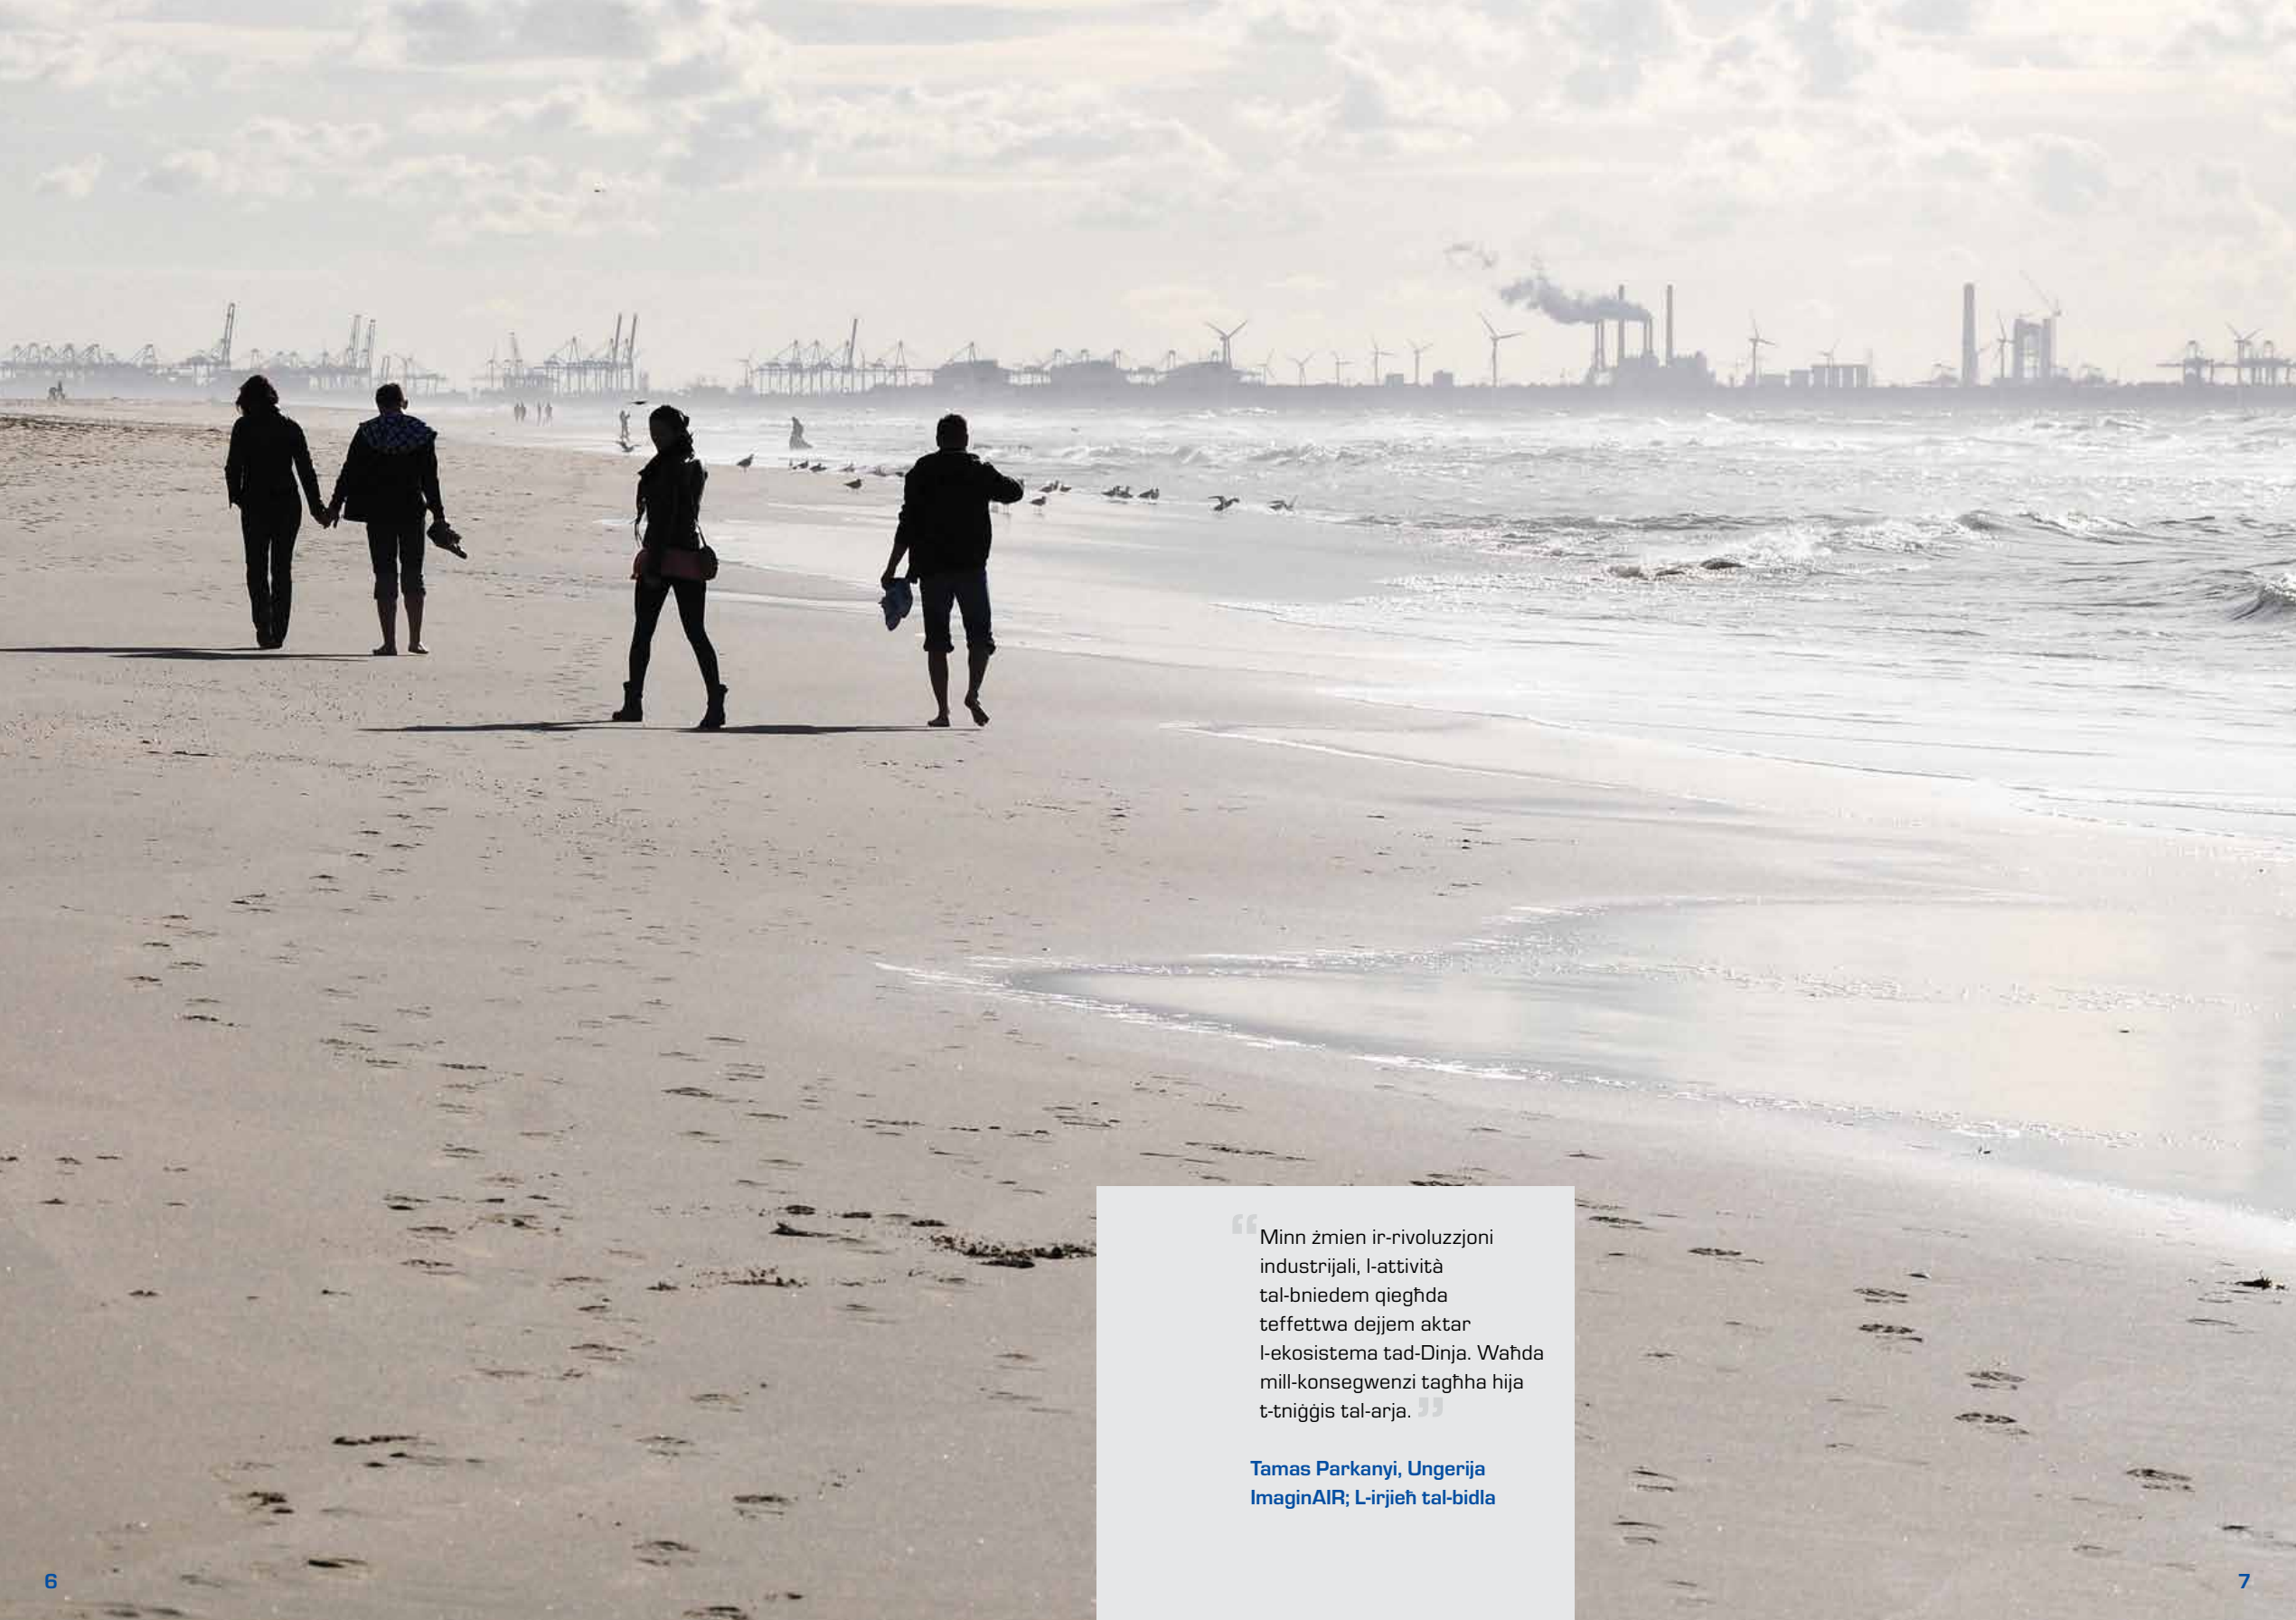 “Minn żmien ir-rivoluzzjoni
industrijali, l-attività
tal-bniedem qiegħda
teffettwa dejjem aktar
l-ekosistema tad-Dinja. Waħda
mill-konsegwenzi tagħha hija
t-tniġġis tal-arja.”
Tamas Parkanyi, Ungerija
ImaginAIR; L-irjieħ tal-bidla
6
7